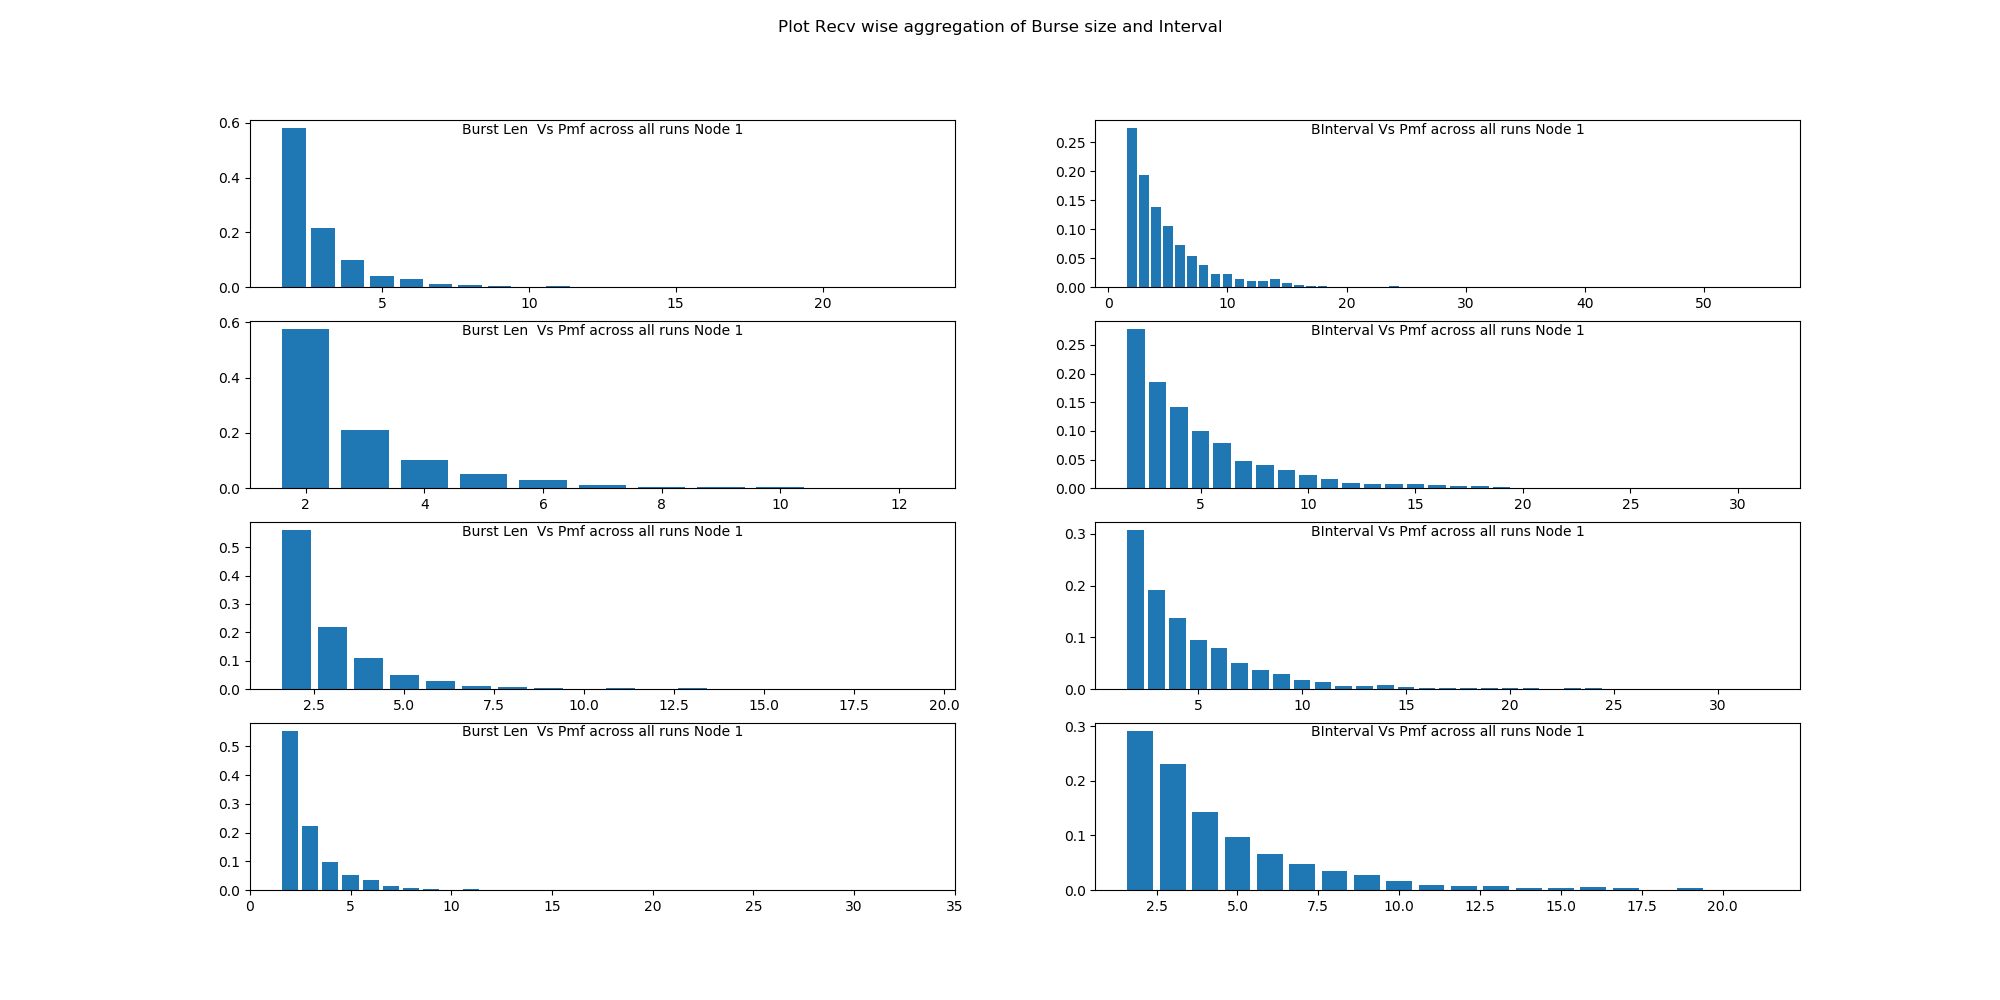 Plot Recv wise aggregation of Burse size and Interval
Burst Len  Vs Pmf across all runs Node 1
0.6
0.4
0.2
0.0
5 10 15 20
BInterval Vs Pmf across all runs Node 1
0.25
0.20
0.15
0.10
0.05
0.00
0 10 20 30 40 50
Burst Len  Vs Pmf across all runs Node 1
0.6
0.4
0.2
0.0
2 4 6 8 10 12
BInterval Vs Pmf across all runs Node 1
0.25
0.20
0.15
0.10
0.05
0.00
5 10 15 20 25 30
Burst Len  Vs Pmf across all runs Node 1
0.5
0.4
0.3
0.2
0.1
0.0
2.5 5.0 7.5 10.0 12.5 15.0 17.5 20.0
BInterval Vs Pmf across all runs Node 1
0.3
0.2
0.1
0.0
5 10 15 20 25 30
Burst Len  Vs Pmf across all runs Node 1
0.5
0.4
0.3
0.2
0.1
0.0
0 5 10 15 20 25 30 35
BInterval Vs Pmf across all runs Node 1
0.3
0.2
0.1
0.0
2.5 5.0 7.5 10.0 12.5 15.0 17.5 20.0